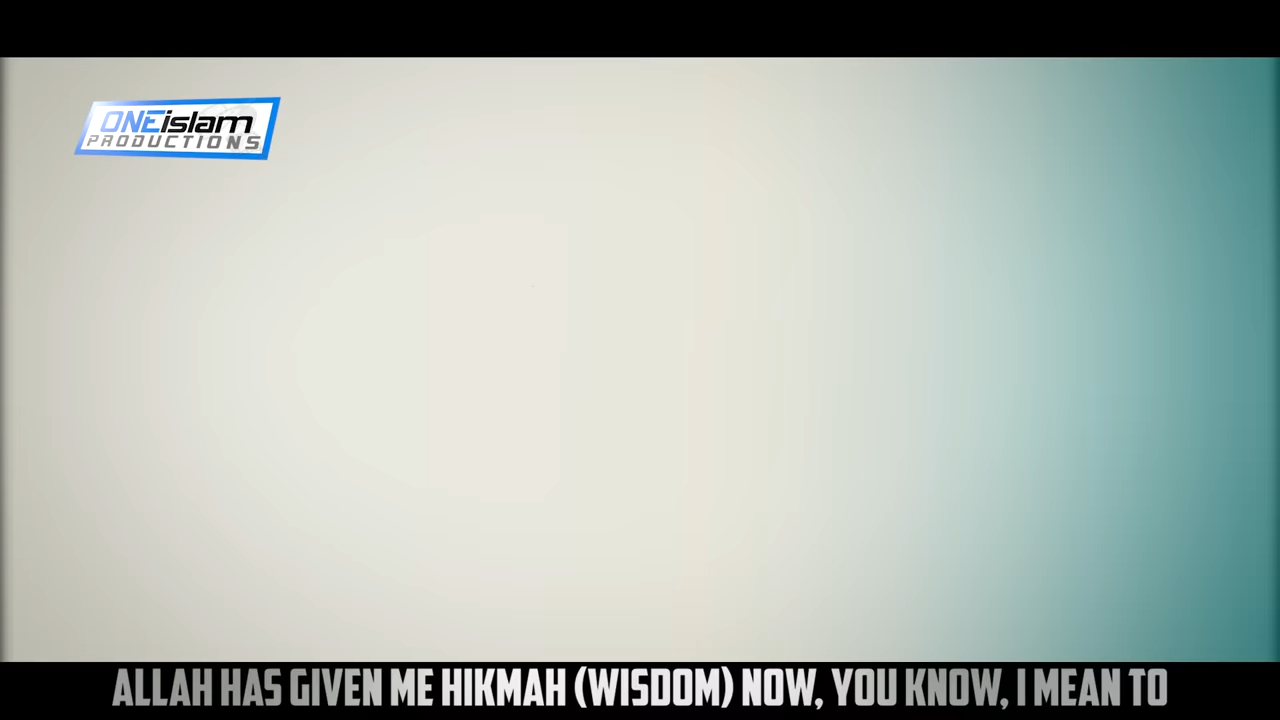 ONEislam
PRODUCTIONS
ALLAH HAS GIVEN ME HIKMAH (WISDOM) NOW, YOU KNOW, I MEAN TO